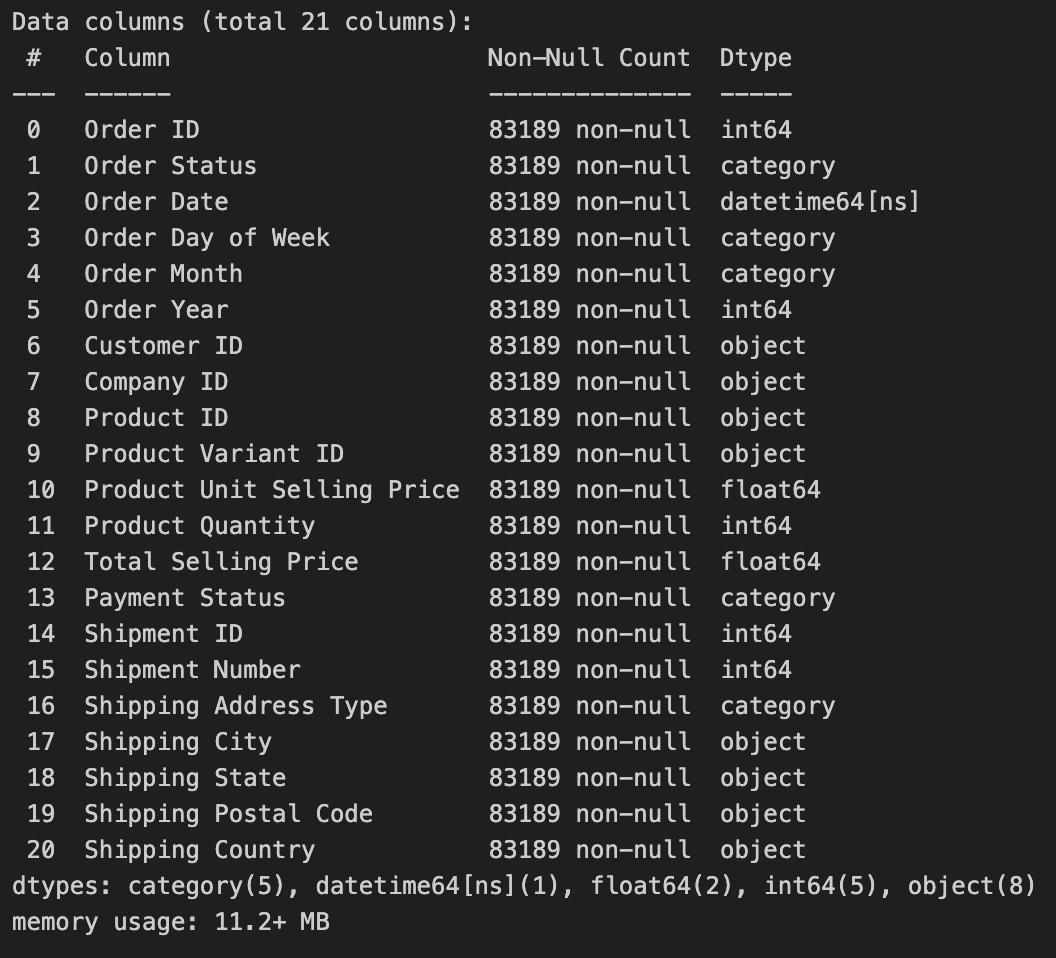 Data columns (total 21 columns):
 #   Column                      Non-Null Count  Dtype
---  ------                      --------------  -----
 0   Order ID                    83189 non-null  int64
 1   Order Status                83189 non-null  category
 2   Order Date                  83189 non-null  datetime64[ns]
 3   Order Day of Week           83189 non-null  category
 4   Order Month                 83189 non-null  category
 5   Order Year                  83189 non-null  int64
 6   Customer ID                 83189 non-null  object
 7   Company ID                  83189 non-null  object
 8   Product ID                  83189 non-null  object
 9   Product Variant ID          83189 non-null  object
 10  Product Unit Selling Price  83189 non-null  float64
 11  Product Quantity            83189 non-null  int64
 12  Total Selling Price         83189 non-null  float64
 13  Payment Status              83189 non-null  category
 14  Shipment ID                 83189 non-null  int64
 15  Shipment Number             83189 non-null  int64
 16  Shipping Address Type       83189 non-null  category
 17  Shipping City               83189 non-null  object
 18  Shipping State              83189 non-null  object
 19  Shipping Postal Code        83189 non-null  object
 20  Shipping Country            83189 non-null  object
dtypes: category(5), datetime64[ns](1), float64(2), int64(5), object(8)
memory usage: 11.2+ MB